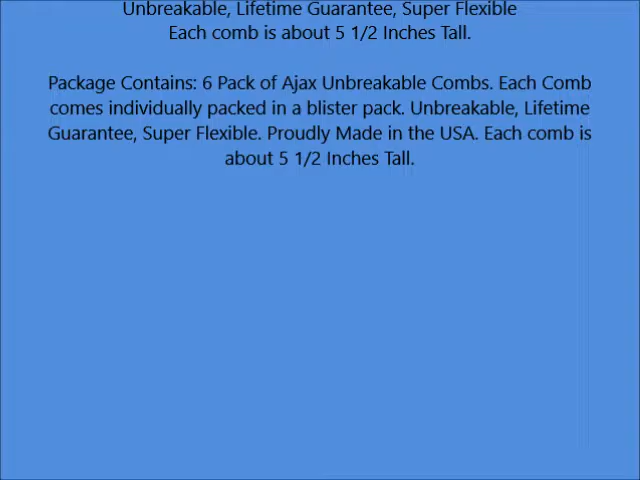 Unbreakable, Lifetime Guarantee, Super Flexible
Each comb is about 5 1/2 Inches Tall.
Package Contains: 6 Pack of Ajax Unbreakable Combs. Each Comb
comes individually packed in a blister pack. Unbreakable, Lifetime
Guarantee, Super Flexible. Proudly Made in the USA. Each comb is
about 5 1/2 Inches Tall.